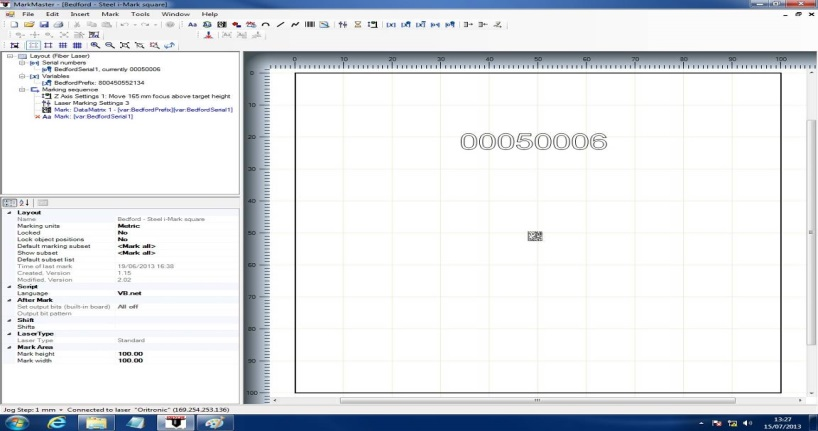 MarkMaster - [Bedford - Steel i-Mark square]
File Edit Insert Mark Tools Window Help
Layout (Fiber Laser)
Serial numbers
BedfordSerial1, currently 00050006
Variables
BedfordPrefix: 800450552134
Marking sequence
Z Axis Settings 1: Move 165 mm focus above target height
Laser Marking Settings 3
Mark: DataMatrix 1 - [var:BedfordPrefix][var:BedfordSerial1]
Mark: [var:BedfordSerial1]
Layout
Name Bedford - Steel i-Mark square
Marking units Metric
Locked No
Lock object positions No
Default marking subset <Mark all>
Show subset <Mark all>
Default subset list
Time of last mark 19/06/2013 16:38
Created, Version 1.15
Modified, Version 2.02
Script
Language VB.net
After Mark
Set output bits (built-in board) All off
Output bit pattern
Shift
Shifts
LaserType
Laser Type Standard
Mark Area
Mark height 100.00
Mark width 100.00
0 10 20 30 40 50 60 70 80 90 100
0
10
20
30
40
50
60
70
80
90
100
00050006
Jog Step: 1 mm • Connected to laser "Oritronic" (169.254.253.136)
13:27
15/07/2013